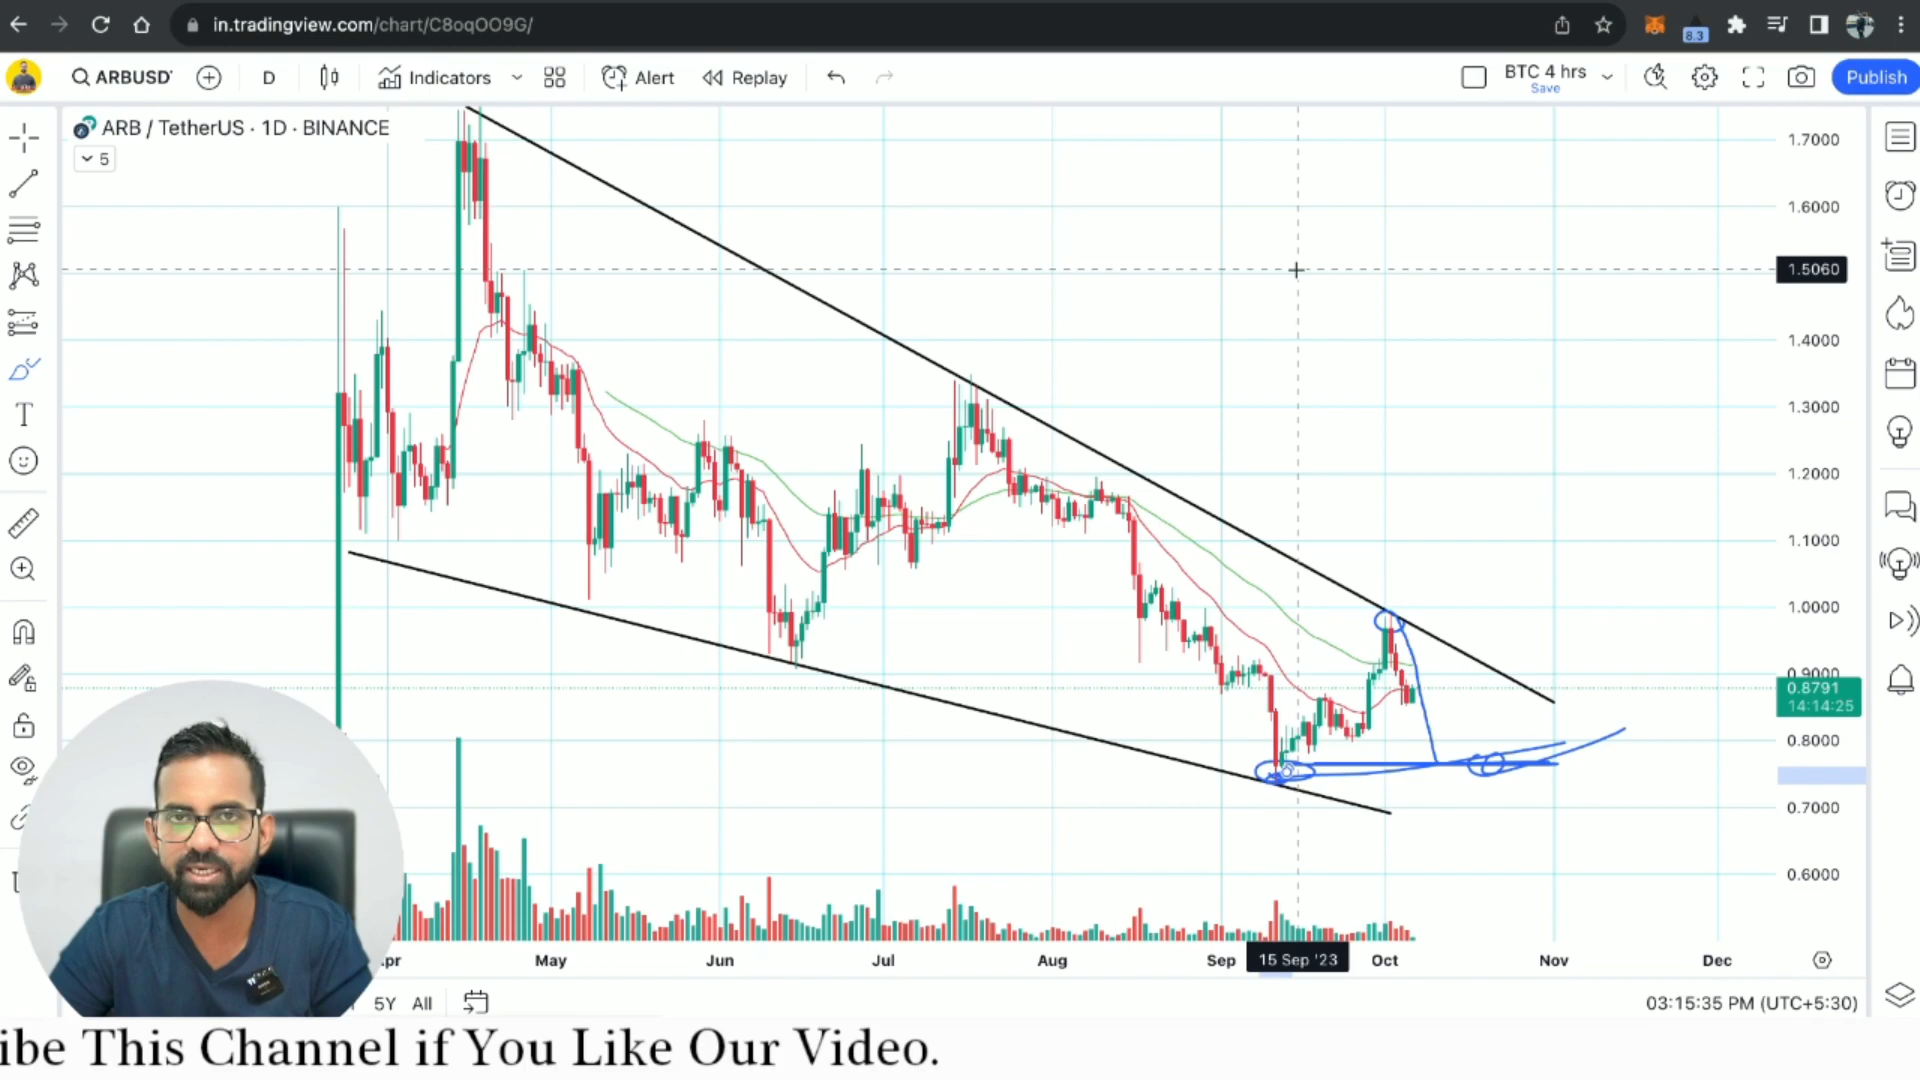 in.tradingview.com/chart/C8oqOO9G/
8.3
ARBUSD
D
Indicators
Alert
Replay
BTC 4 hrs
Save
Publish
ARB / TetherUS · 1D · BINANCE
5
1.7000
1.6000
1.5060
1.4000
1.3000
1.2000
1.1000
1.0000
0.9000
0.8791
14:14:25
0.8000
0.7000
0.6000
pr
May
Jun
Jul
Aug
Sep
15 Sep '23
Oct
Nov
Dec
5Y
All
03:15:35 PM (UTC+5:30)
ibe This Channel if You Like Our Video.